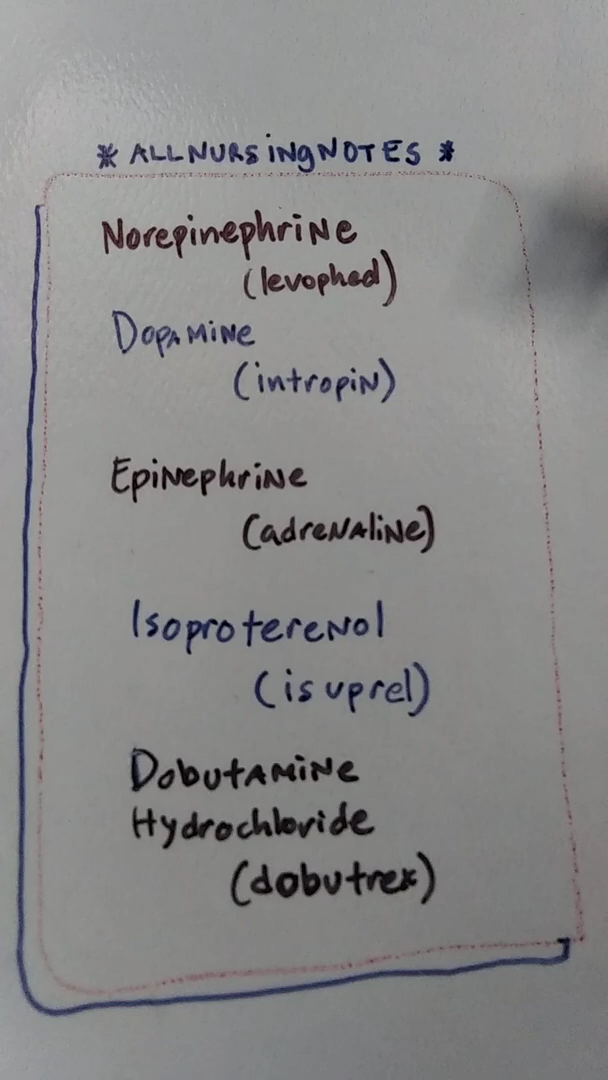 * ALLNURSiNgNOTES *
NorepinephriNe
(levophed)
DopAMiNe
(intropiN)
EpiNephriNe
(adreNAliNe)
IsoprotereNol
(isuprel)
DobutAMiNe
Hydrochloride
(dobutrex)